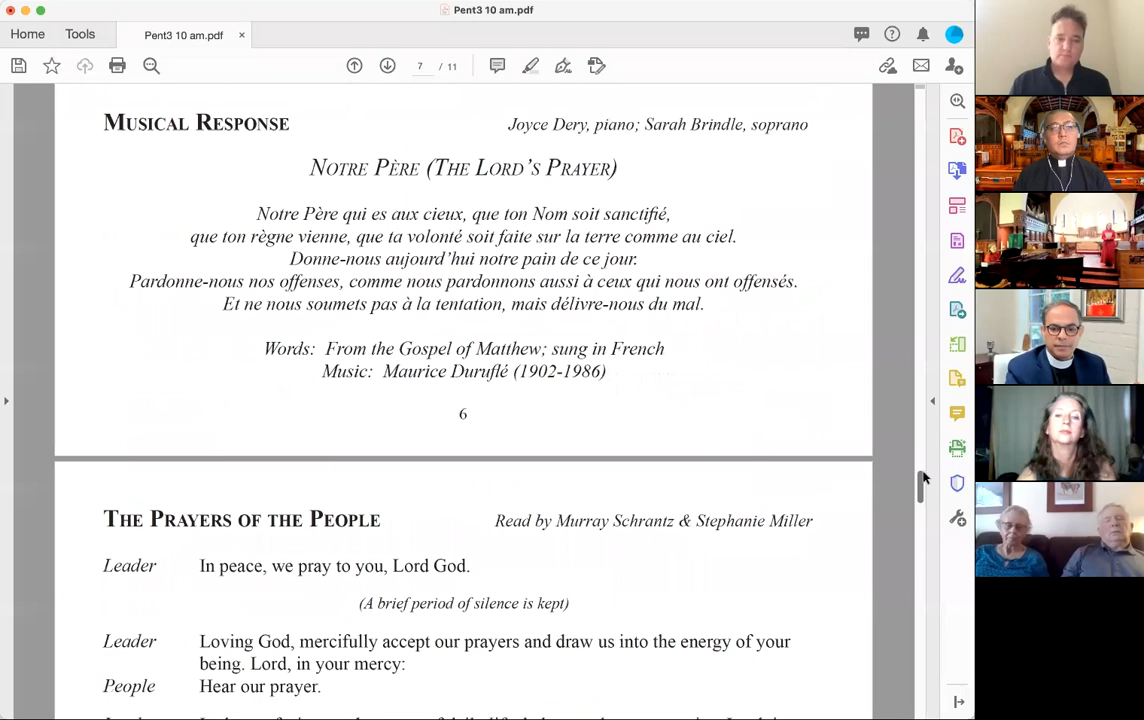 Pent3 10 am.pdf
Home
Tools
Pent3 10 am.pdf ×
7 / 11
MUSICAL RESPONSE
Joyce Dery, piano; Sarah Brindle, soprano
NOTRE PÈRE (THE LORD'S PRAYER)
Notre Père qui es aux cieux, que ton Nom soit sanctifié,
que ton règne vienne, que ta volonté soit faite sur la terre comme au ciel.
Donne-nous aujourd'hui notre pain de ce jour.
Pardonne-nous nos offenses, comme nous pardonnons aussi à ceux qui nous ont offensés.
Et ne nous soumets pas à la tentation, mais délivre-nous du mal.
Words: From the Gospel of Matthew; sung in French
Music: Maurice Duruflé (1902-1986)
6
THE PRAYERS OF THE PEOPLE
Read by Murray Schrantz & Stephanie Miller
Leader In peace, we pray to you, Lord God.
(A brief period of silence is kept)
Leader Loving God, mercifully accept our prayers and draw us into the energy of your
being. Lord, in your mercy:
People Hear our prayer.